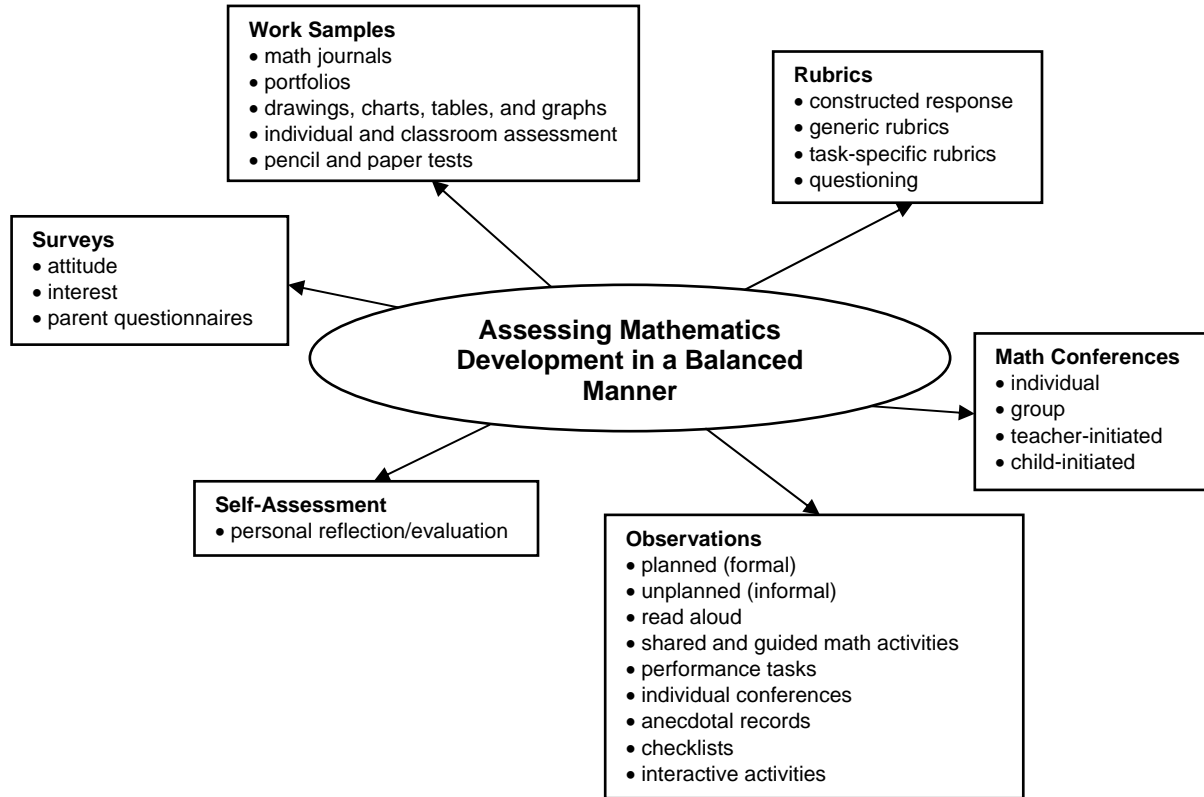 Work Samples
• math journals
• portfolios
• drawings, charts, tables, and graphs
• individual and classroom assessment
• pencil and paper tests
Rubrics
• constructed response
• generic rubrics
• task-specific rubrics
• questioning
Surveys
• attitude
• interest
• parent questionnaires
Assessing Mathematics
Development in a Balanced
Manner
Math Conferences
• individual
• group
• teacher-initiated
• child-initiated
Self-Assessment
• personal reflection/evaluation
Observations
• planned (formal)
• unplanned (informal)
• read aloud
• shared and guided math activities
• performance tasks
• individual conferences
• anecdotal records
• checklists
• interactive activities